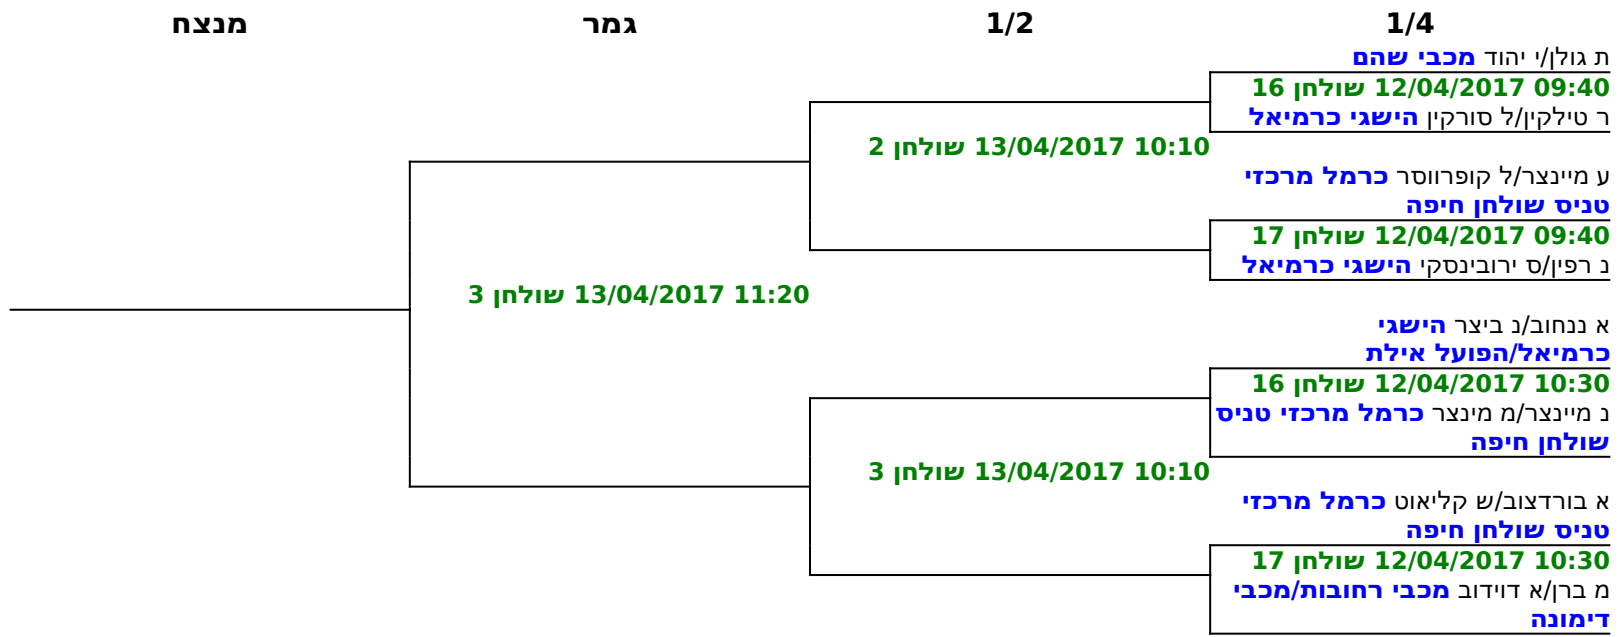 1/4
1/2
גמר
מנצח
ת גולן/י יהוד מכבי שהם
12/04/2017 09:40 שולחן 16
ר טילקין/ל סורקין הישגי כרמיאל
13/04/2017 10:10 שולחן 2
ע מיינצר/ל קופרווסר כרמל מרכזי
טניס שולחן חיפה
12/04/2017 09:40 שולחן 17
נ רפין/ס ירובינסקי הישגי כרמיאל
13/04/2017 11:20 שולחן 3
א ננחוב/נ ביצר הישגי
כרמיאל/הפועל אילת
12/04/2017 10:30 שולחן 16
נ מיינצר/מ מינצר כרמל מרכזי טניס
שולחן חיפה
13/04/2017 10:10 שולחן 3
א בורדצוב/ש קליאוט כרמל מרכזי
טניס שולחן חיפה
12/04/2017 10:30 שולחן 17
מ ברן/א דוידוב מכבי רחובות/מכבי
דימונה